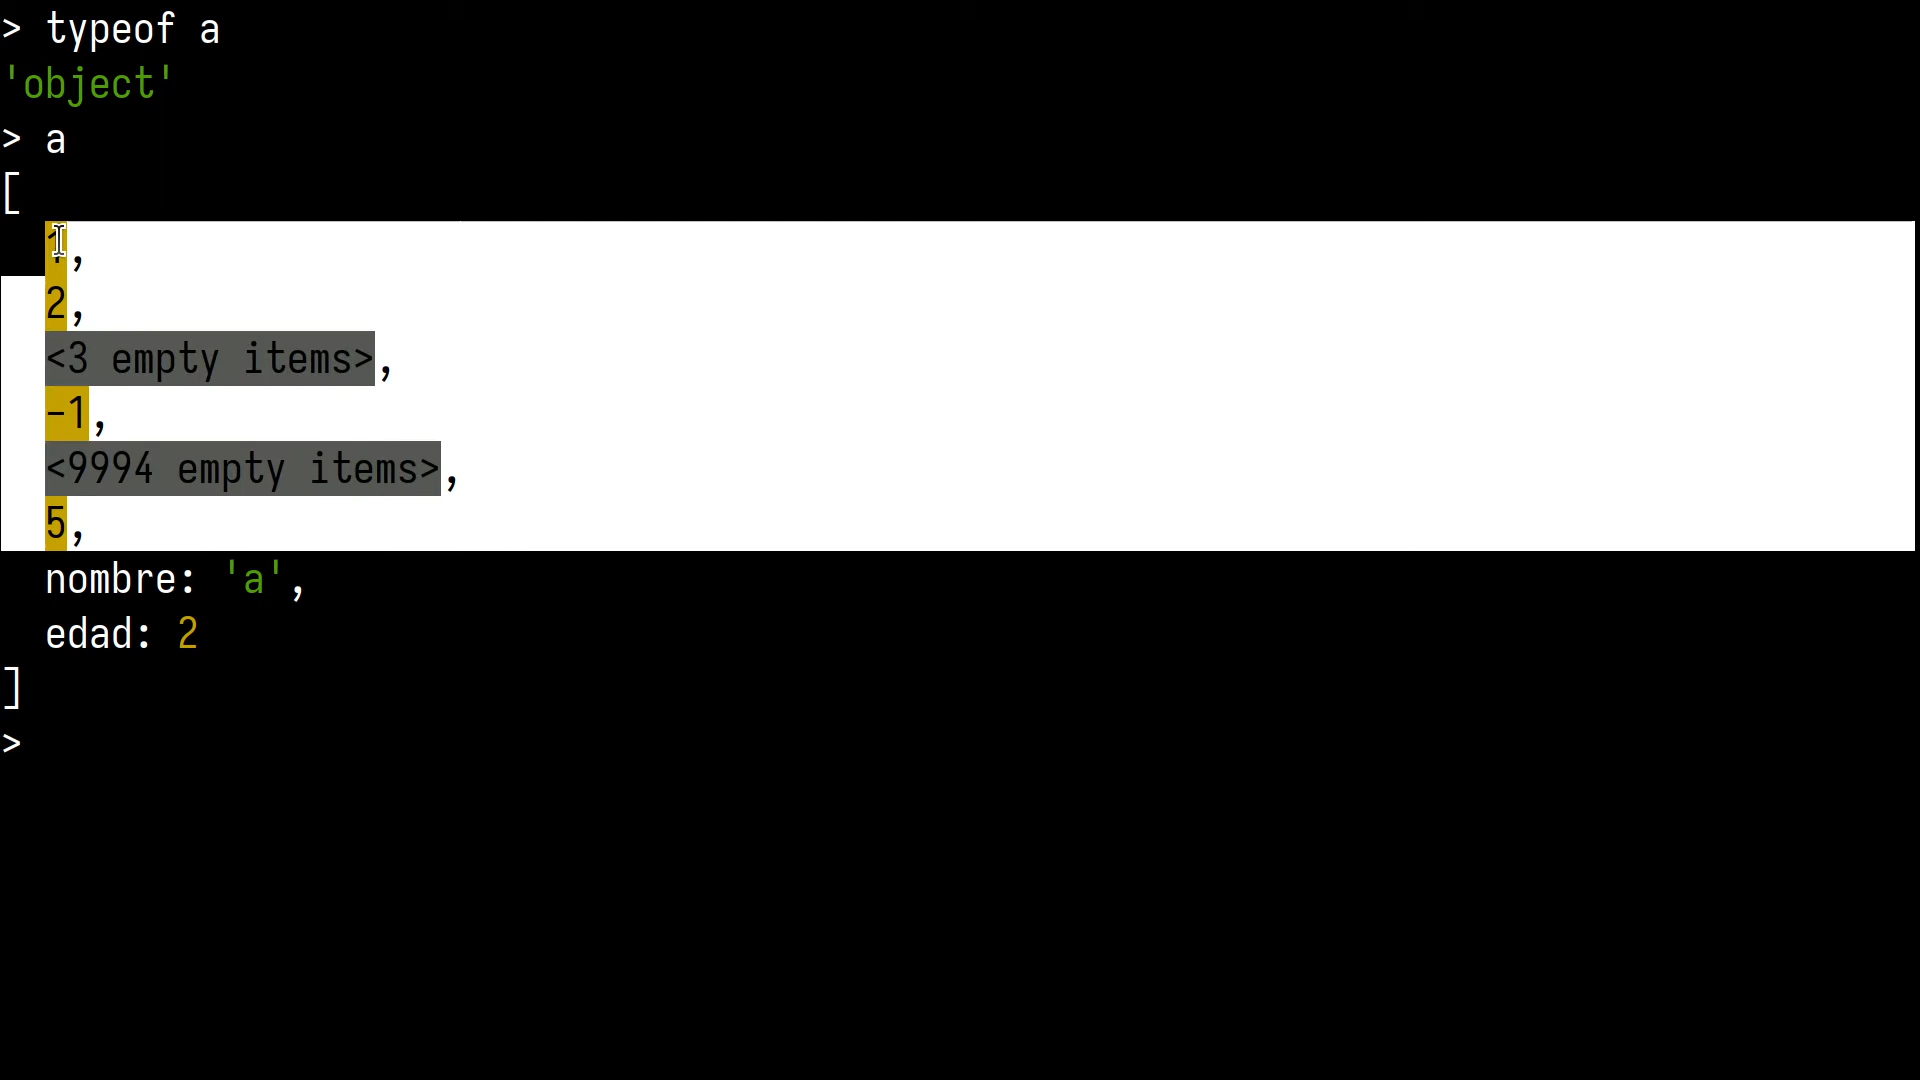 > typeof a
'object'
> a
[
1,
2,
<3 empty items>,
-1,
<9994 empty items>,
5,
nombre: 'a',
edad: 2
]
>